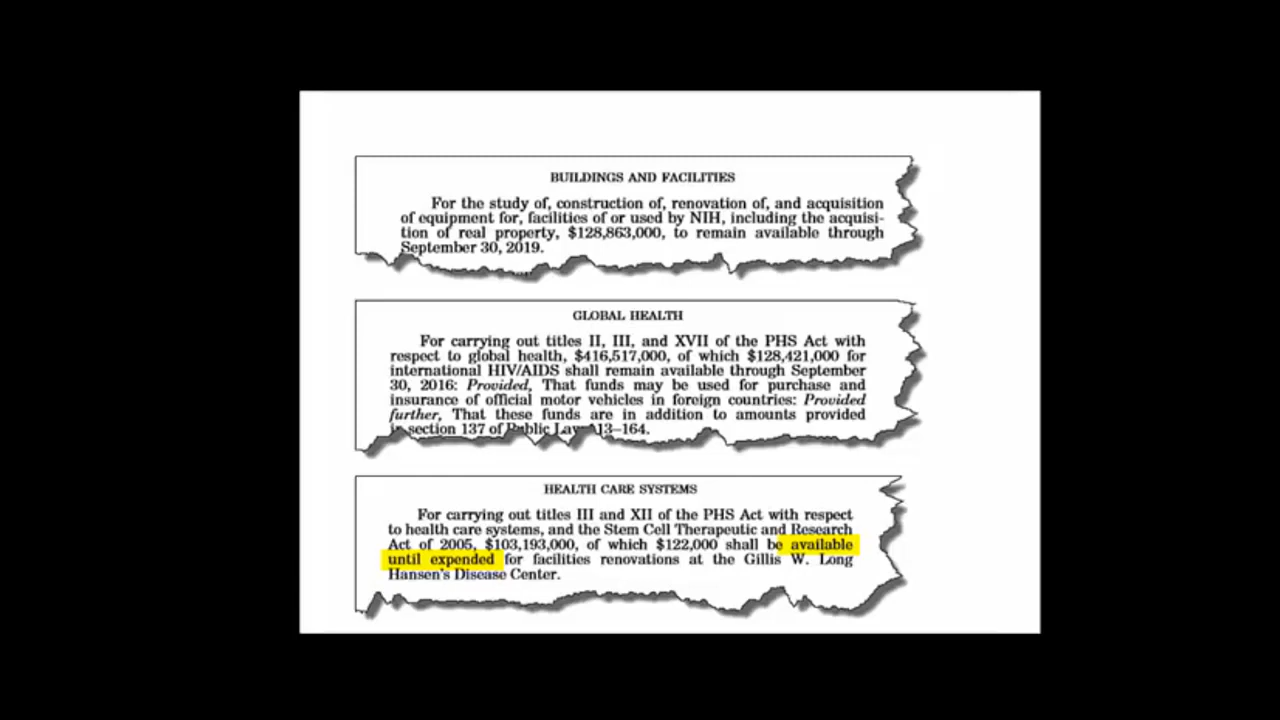 BUILDINGS AND FACILITIES
For the study of, construction of, renovation of, and acquisition
of equipment for, facilities of or used by NIH, including the acquisi-
tion of real property, $128,863,000, to remain available through
September 30, 2019.
GLOBAL HEALTH
For carrying out titles II, III, and XVII of the PHS Act with
respect to global health, $416,517,000, of which $128,421,000 for
international HIV/AIDS shall remain available through September
30, 2016: Provided, That funds may be used for purchase and
insurance of official motor vehicles in foreign countries: Provided
further, That these funds are in addition to amounts provided
in section 137 of Public Law 113–164.
HEALTH CARE SYSTEMS
For carrying out titles III and XII of the PHS Act with respect
to health care systems, and the Stem Cell Therapeutic and Research
Act of 2005, $103,193,000, of which $122,000 shall be available
until expended for facilities renovations at the Gillis W. Long
Hansen's Disease Center.